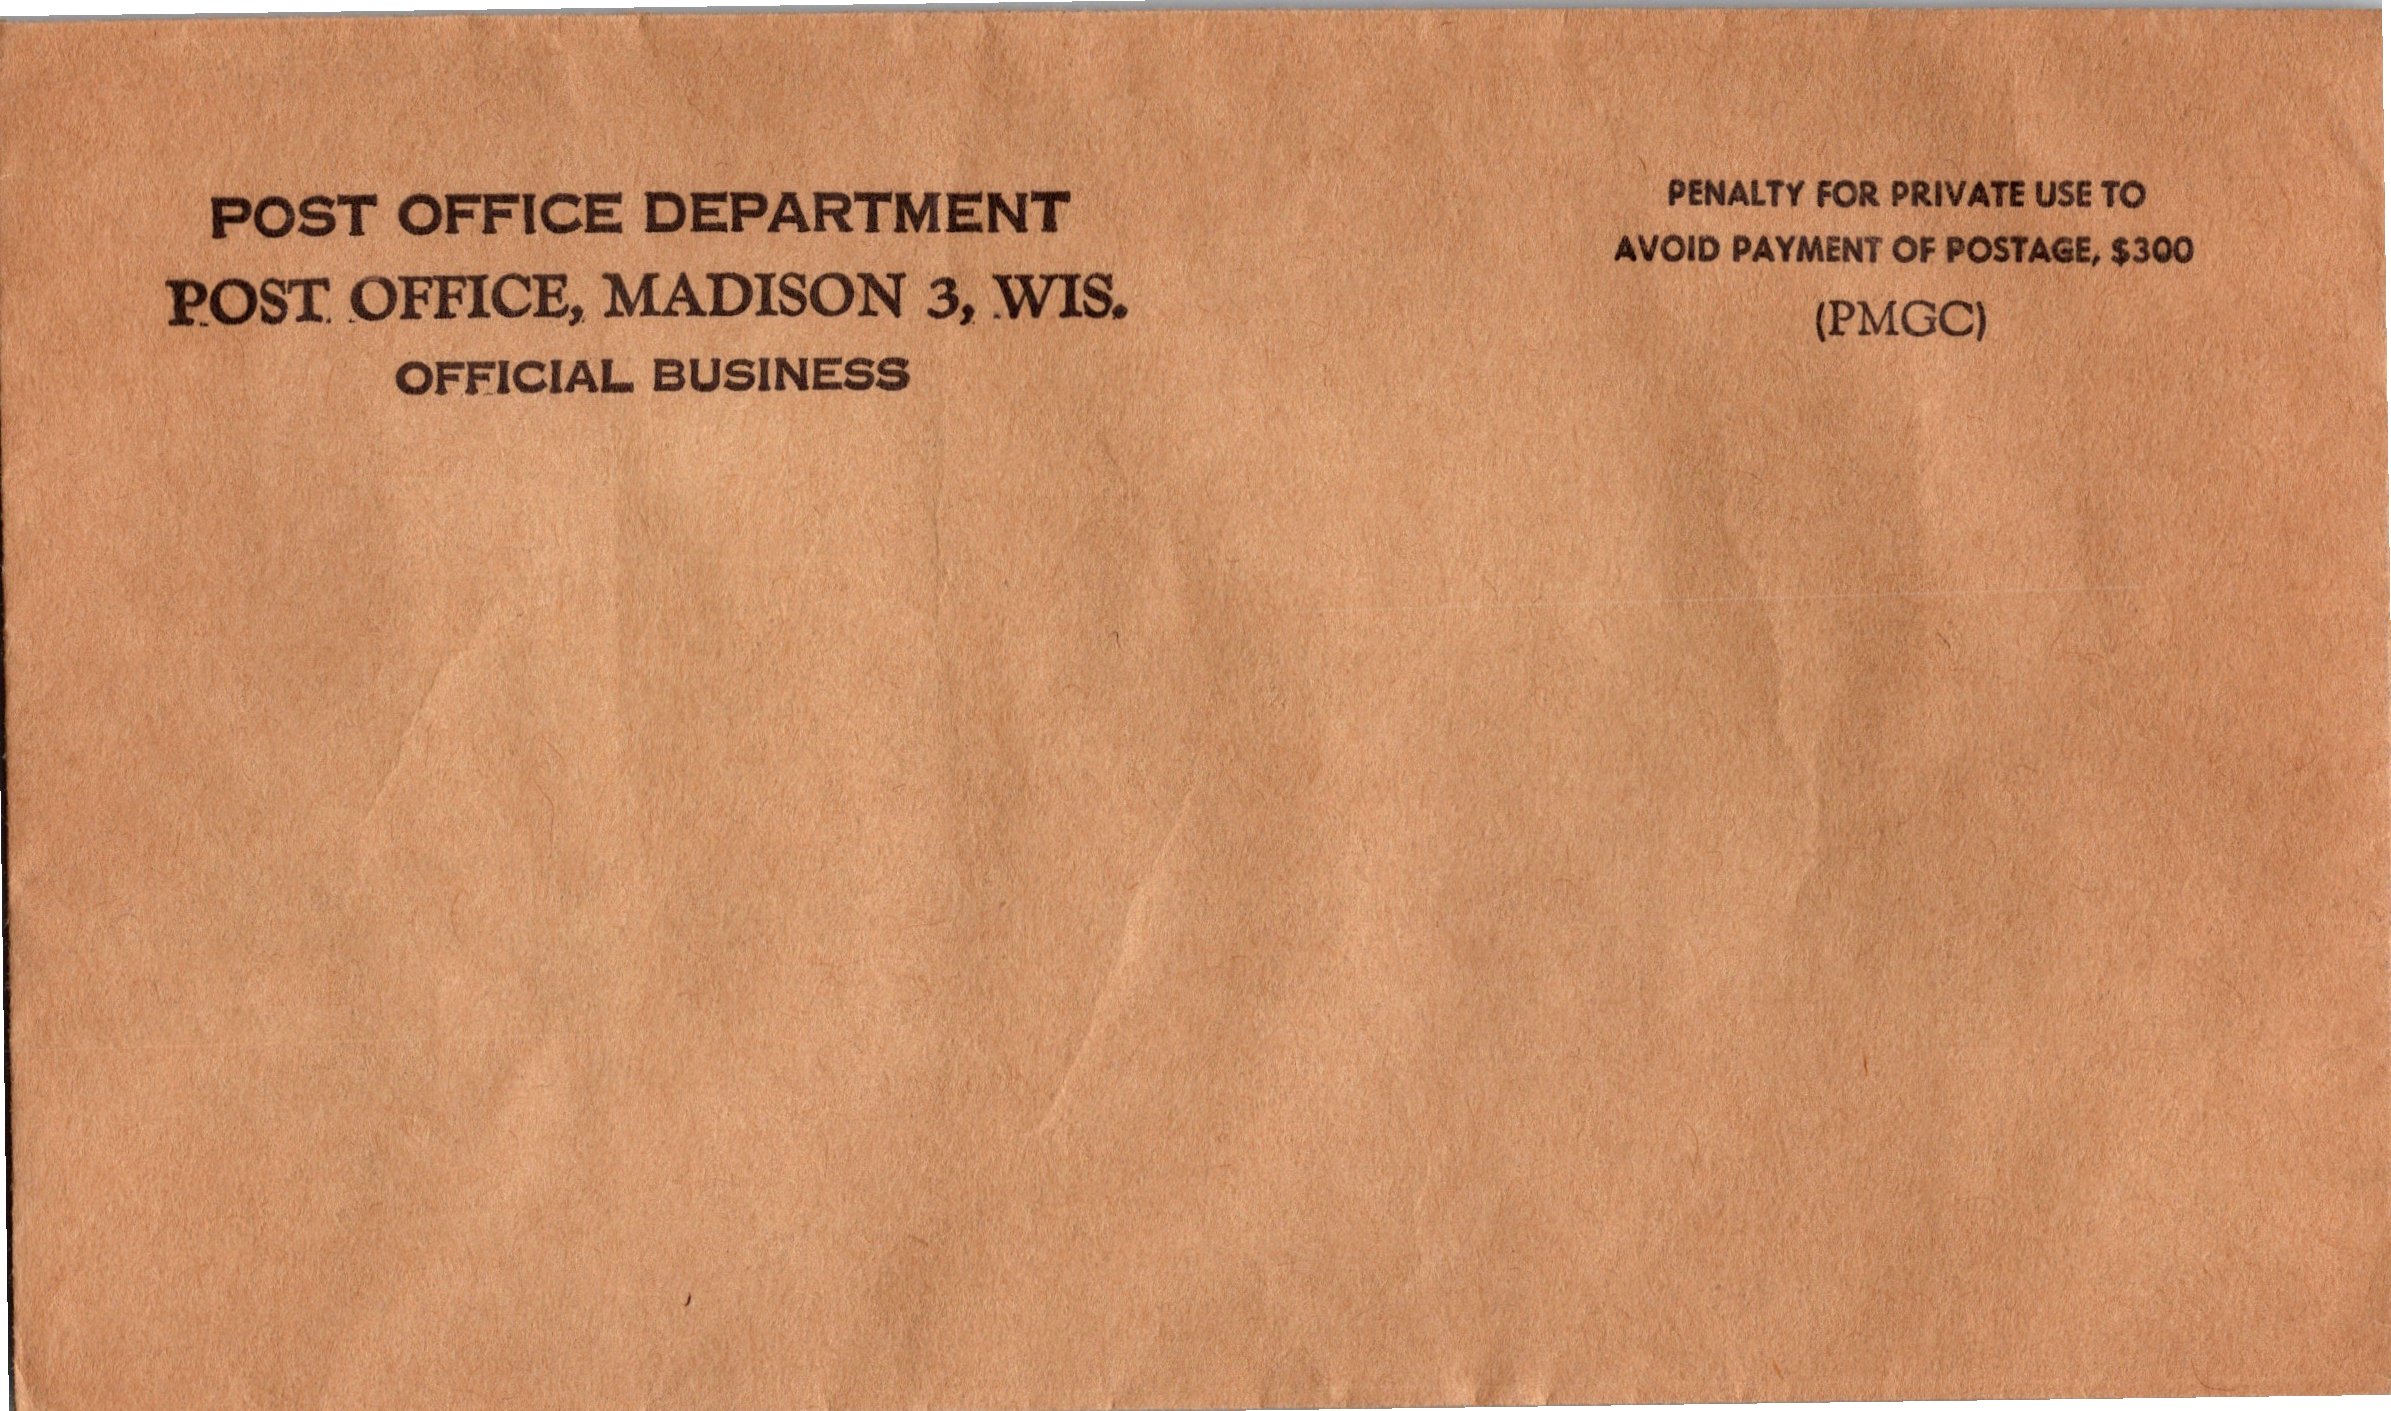 POST OFFICE DEPARTMENT
POST OFFICE, MADISON 3, WIS.
OFFICIAL BUSINESS
PENALTY FOR PRIVATE USE TO
AVOID PAYMENT OF POSTAGE, $300
(PMGC)